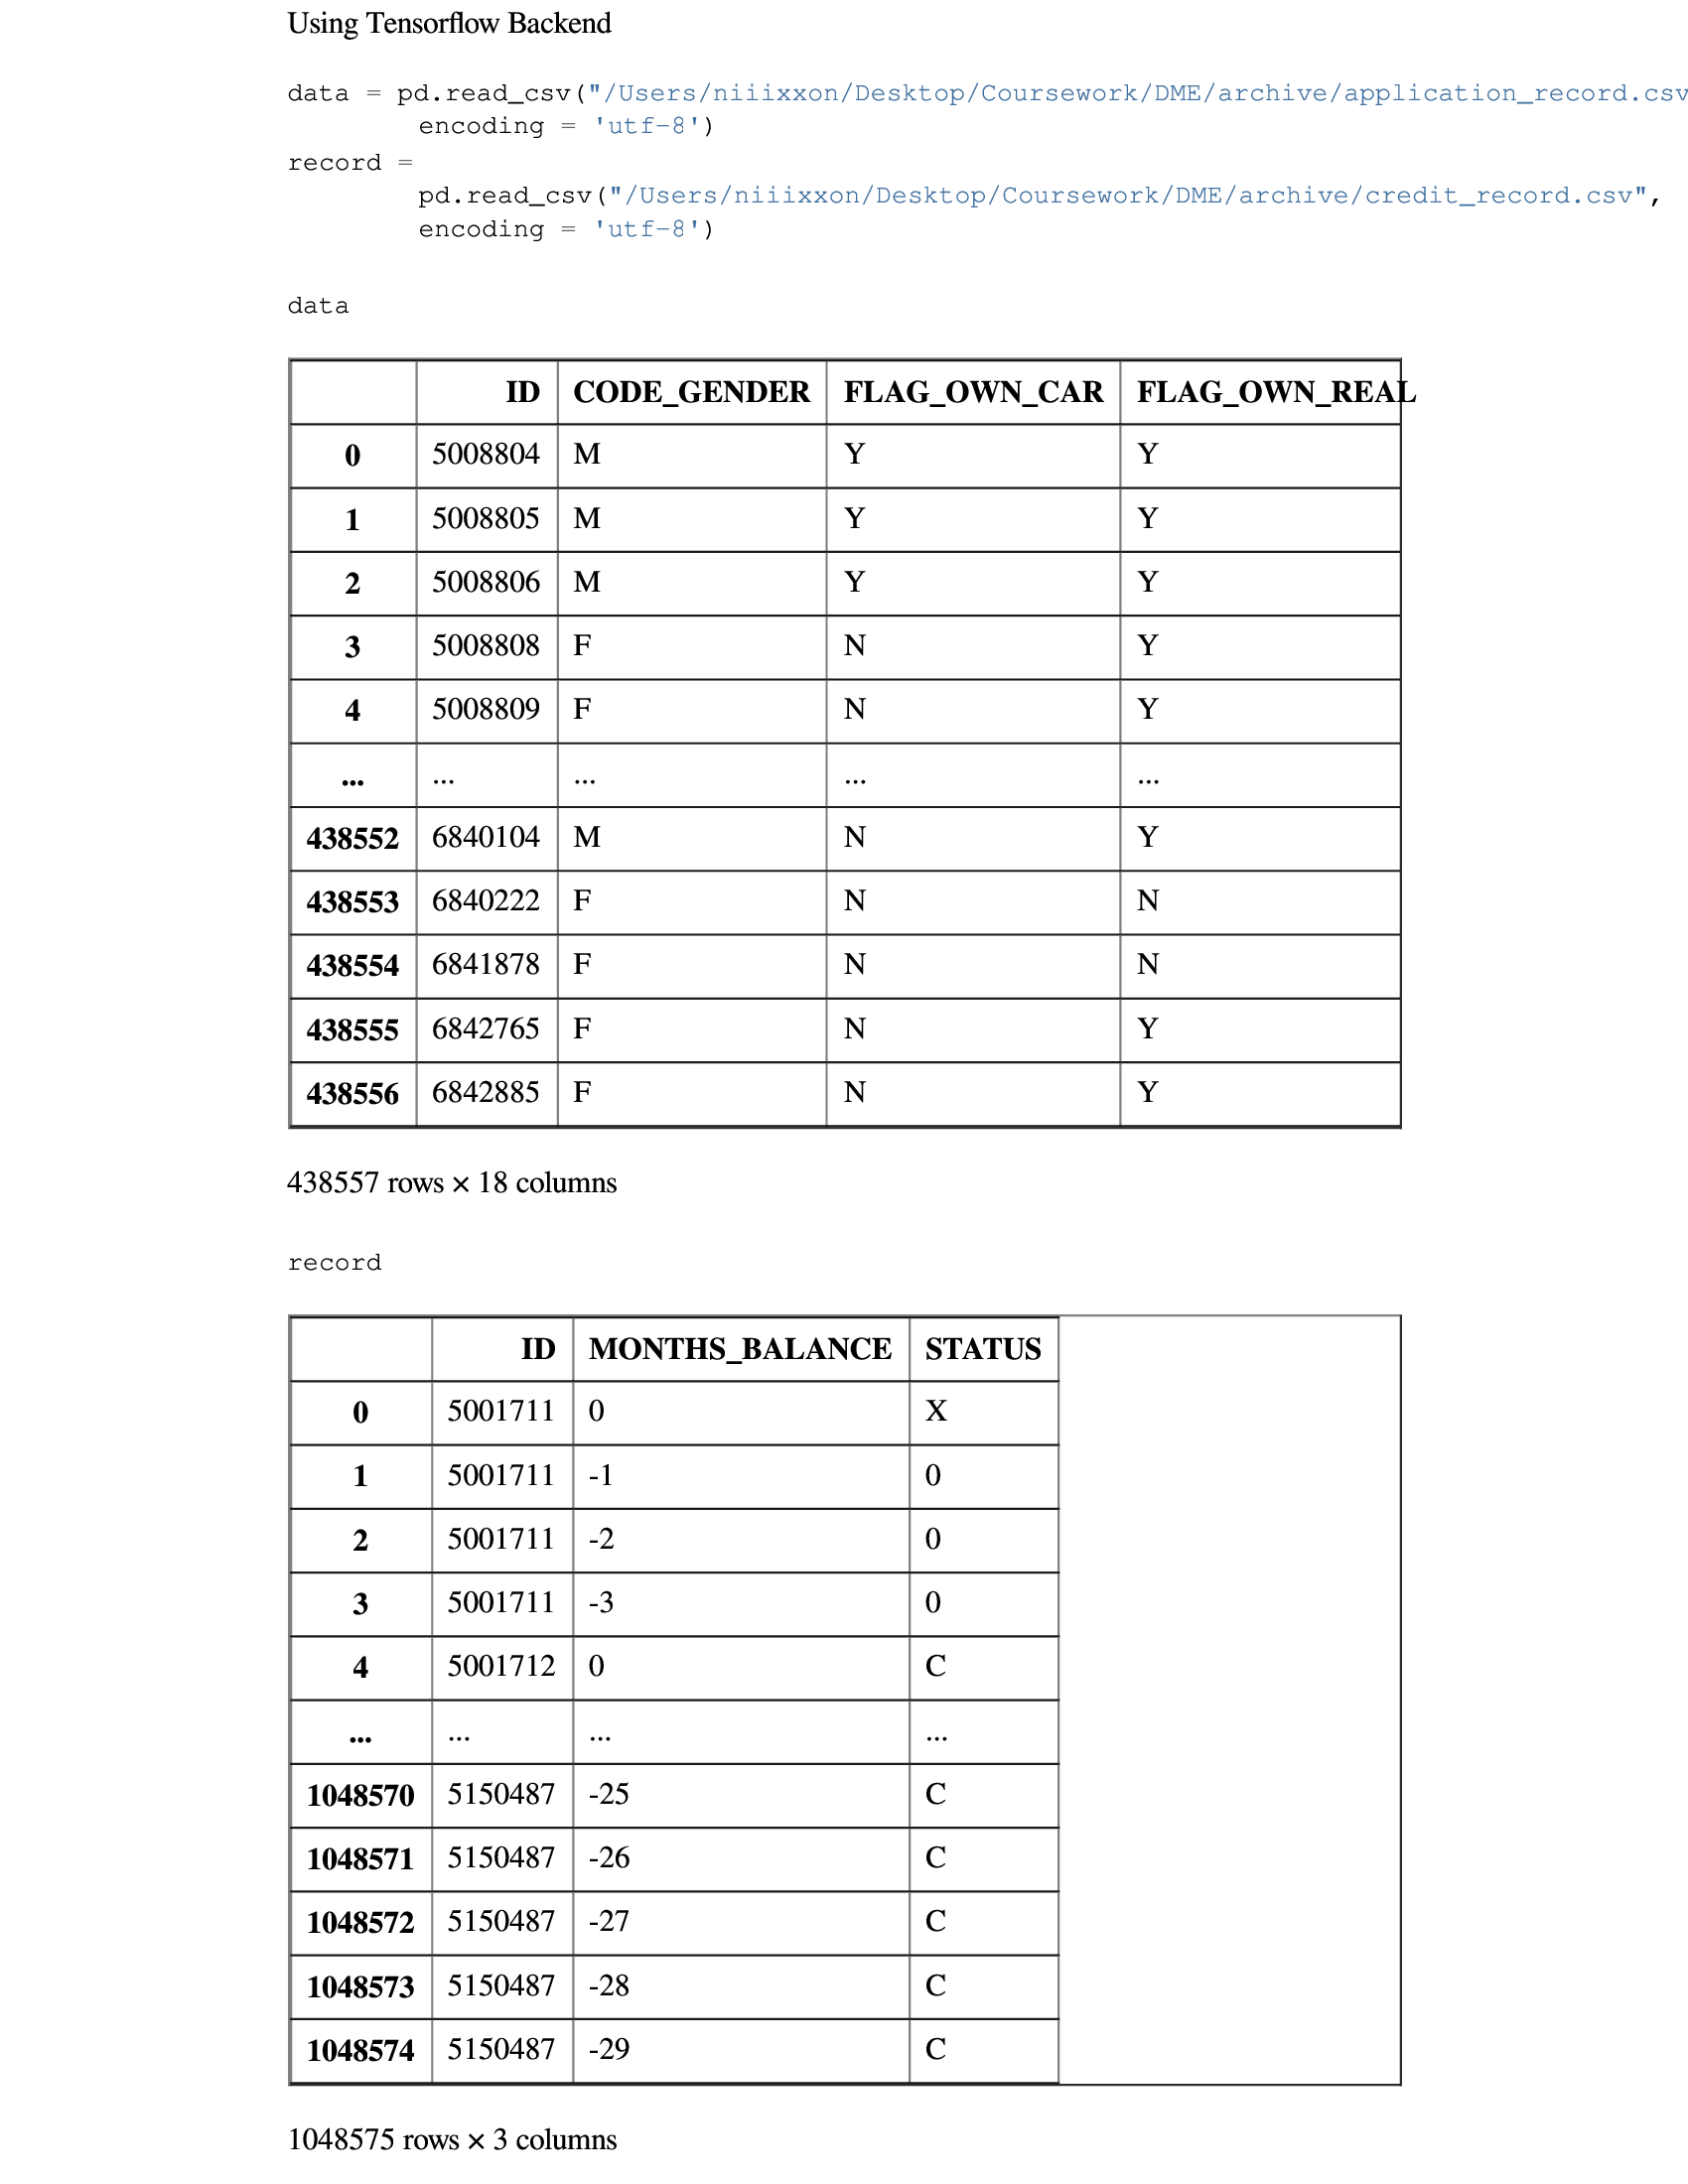 Using Tensorflow Backend
data = pd.read_csv("/Users/niiixxon/Desktop/Coursework/DME/archive/application_record.csv
encoding = 'utf-8')
record =
pd.read_csv("/Users/niiixxon/Desktop/Coursework/DME/archive/credit_record.csv",
encoding = 'utf-8')
data
ID CODE_GENDER FLAG_OWN_CAR FLAG_OWN_REAL
0 5008804 M Y Y
1 5008805 M Y Y
2 5008806 M Y Y
3 5008808 F N Y
4 5008809 F N Y
... ... ... ... ...
438552 6840104 M N Y
438553 6840222 F N N
438554 6841878 F N N
438555 6842765 F N Y
438556 6842885 F N Y
438557 rows × 18 columns
record
ID MONTHS_BALANCE STATUS
0 5001711 0 X
1 5001711 -1 0
2 5001711 -2 0
3 5001711 -3 0
4 5001712 0 C
... ... ... ...
1048570 5150487 -25 C
1048571 5150487 -26 C
1048572 5150487 -27 C
1048573 5150487 -28 C
1048574 5150487 -29 C
1048575 rows × 3 columns